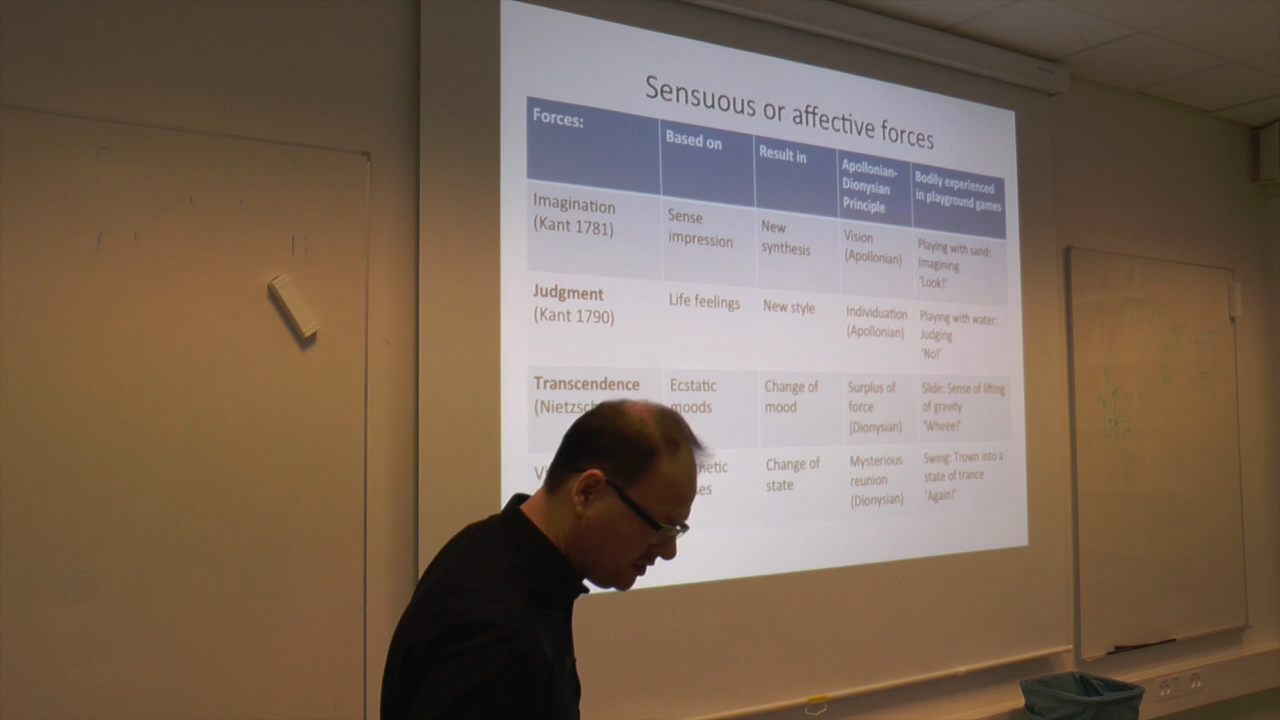 Sensuous or affective forces
Forces:
Based on
Result in
Apollonian-
Dionysian
Principle
Bodily experienced
in playground games
Imagination
(Kant 1781)
Sense
impression
New
synthesis
Vision
(Apollonian)
Playing with sand:
Imagining
'Look!'
Judgment
(Kant 1790)
Life feelings
New style
Individuation
(Apollonian)
Playing with water:
Judging
'No!'
Transcendence
Ecstatic
moods
Change of
mood
Surplus of
force
(Dionysian)
Slide: Sense of lifting
of gravity
'Wheee!'
Change of
state
Mysterious
reunion
(Dionysian)
Swing: Trown into a
state of trance
'Again!'